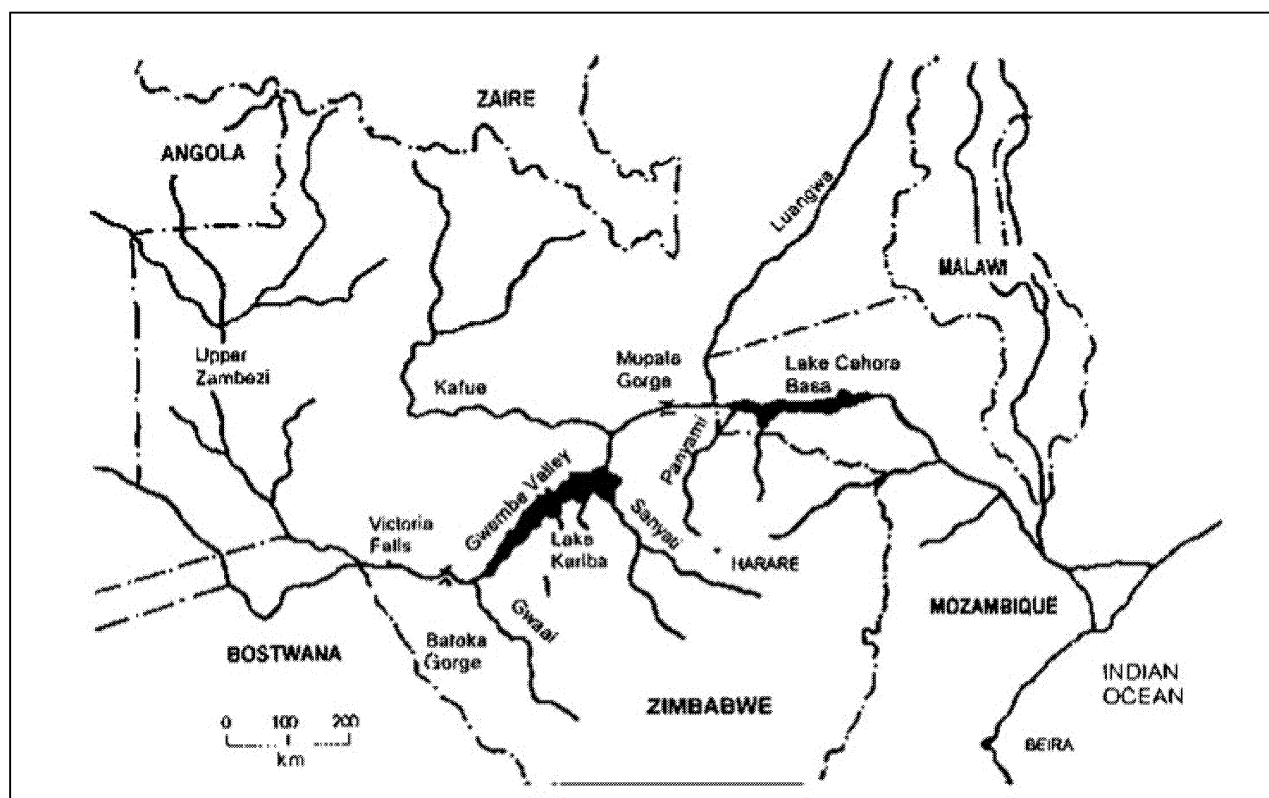 ZAIRE
ANGOLA
Luangwa
MALAWI
Upper
Zambezi
Mupala
Gorge
Lake Cahora
Basa
Kafue
Panyami
Gwembe Valley
Victoria
Falls
Lake
Kariba
Sanyati
HARARE
Gwaai
MOZAMBIQUE
BOSTWANA
Batoka
Gorge
INDIAN
OCEAN
ZIMBABWE
0 100 200
km
BEIRA